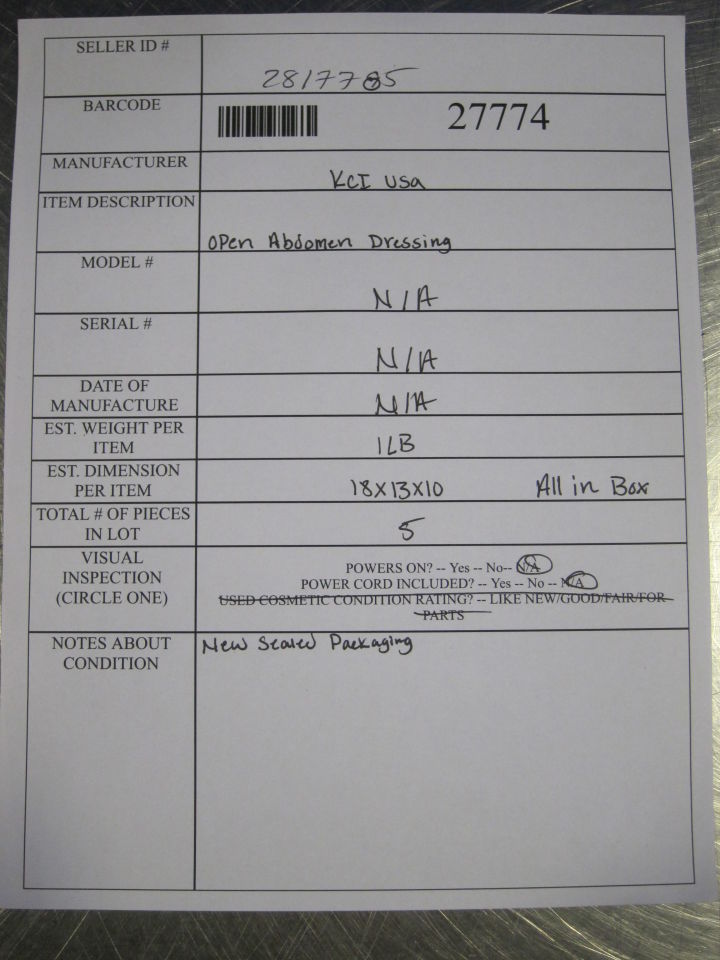 SELLER ID #
BARCODE
27774
MANUFACTURER
KCI USA
ITEM DESCRIPTION
Open Abdomen Dressing
MODEL #
N/A
SERIAL #
N/A
DATE OF
MANUFACTURE
N/A
EST. WEIGHT PER
ITEM
1LB
EST. DIMENSION
PER ITEM
18X13X10 All in Box
TOTAL # OF PIECES
IN LOT
5
VISUAL
INSPECTION
(CIRCLE ONE)
POWERS ON? -- Yes -- No-- N/A
POWER CORD INCLUDED? -- Yes -- No -- N/A
USED COSMETIC CONDITION RATING? -- LIKE NEW/GOOD/FAIR/FOR
PARTS
NOTES ABOUT
CONDITION
New Sealed Packaging